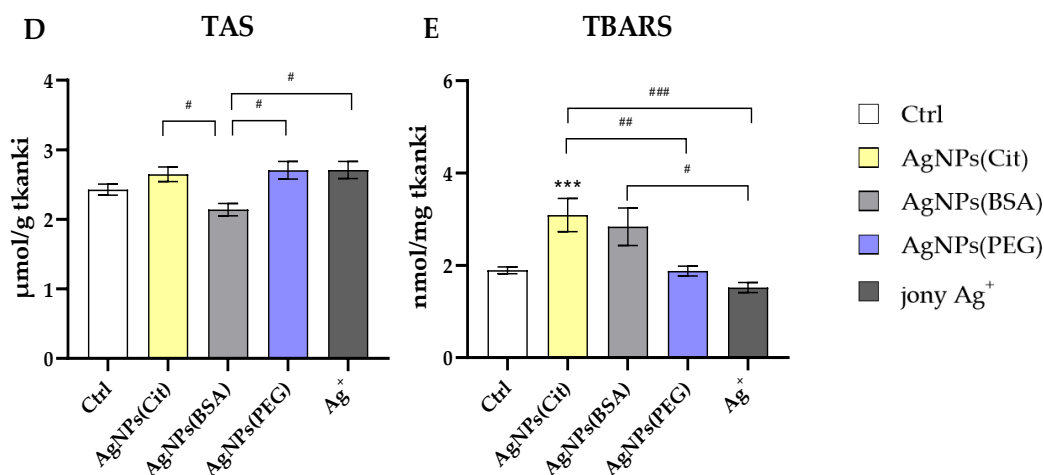 D
TAS
μmol/g tkanki
4
3
2
1
0
#
#
#
Ctrl
AgNPs(Cit)
AgNPs(BSA)
AgNPs(PEG)
Ag⁺
E
TBARS
nmol/mg tkanki
6
4
2
0
###
##
#
***
Ctrl
AgNPs(Cit)
AgNPs(BSA)
AgNPs(PEG)
Ag⁺
Ctrl
AgNPs(Cit)
AgNPs(BSA)
AgNPs(PEG)
jony Ag⁺